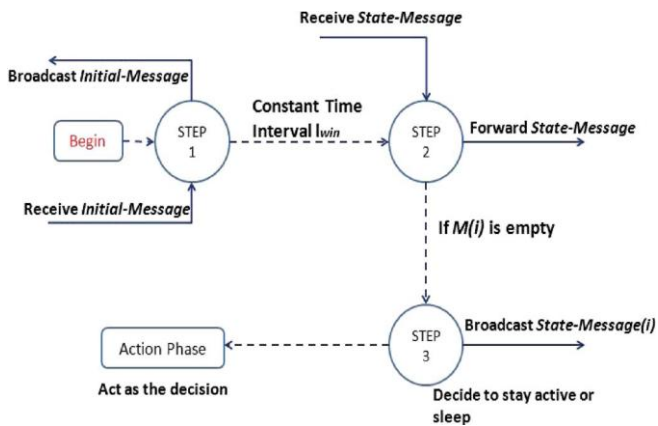 Receive State-Message
Broadcast Initial-Message
Constant Time
Interval Iwin
Begin
STEP
1
STEP
2
Forward State-Message
Receive Initial-Message
If M(i) is empty
STEP
3
Broadcast State-Message(i)
Action Phase
Act as the decision
Decide to stay active or
sleep